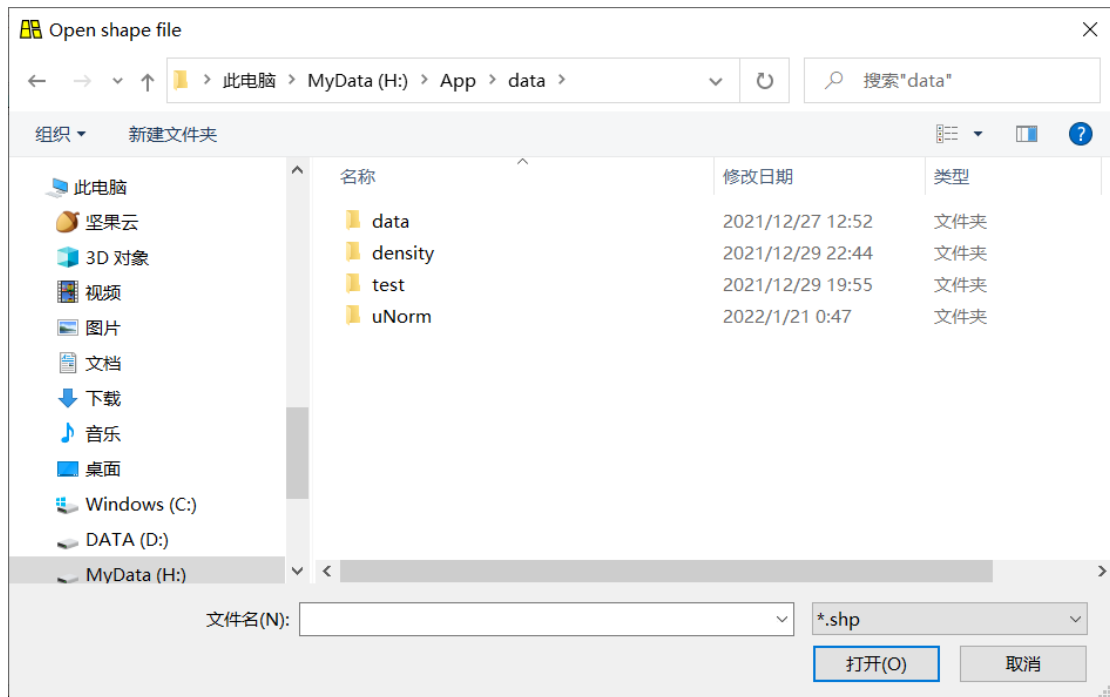 Open shape file
此电脑 MyData (H:) App data
搜索"data"
组织 新建文件夹
名称 修改日期 类型
此电脑
坚果云
3D 对象
视频
图片
文档
下载
音乐
桌面
Windows (C:)
DATA (D:)
MyData (H:)
data 2021/12/27 12:52 文件夹
density 2021/12/29 22:44 文件夹
test 2021/12/29 19:55 文件夹
uNorm 2022/1/21 0:47 文件夹
文件名(N): *.shp
打开(O) 取消